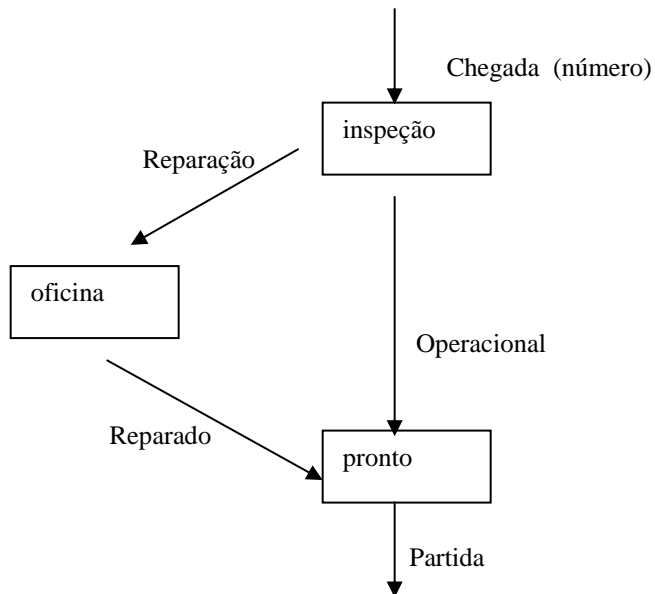 Chegada (número)
inspeção
Reparação
oficina
Operacional
Reparado
pronto
Partida